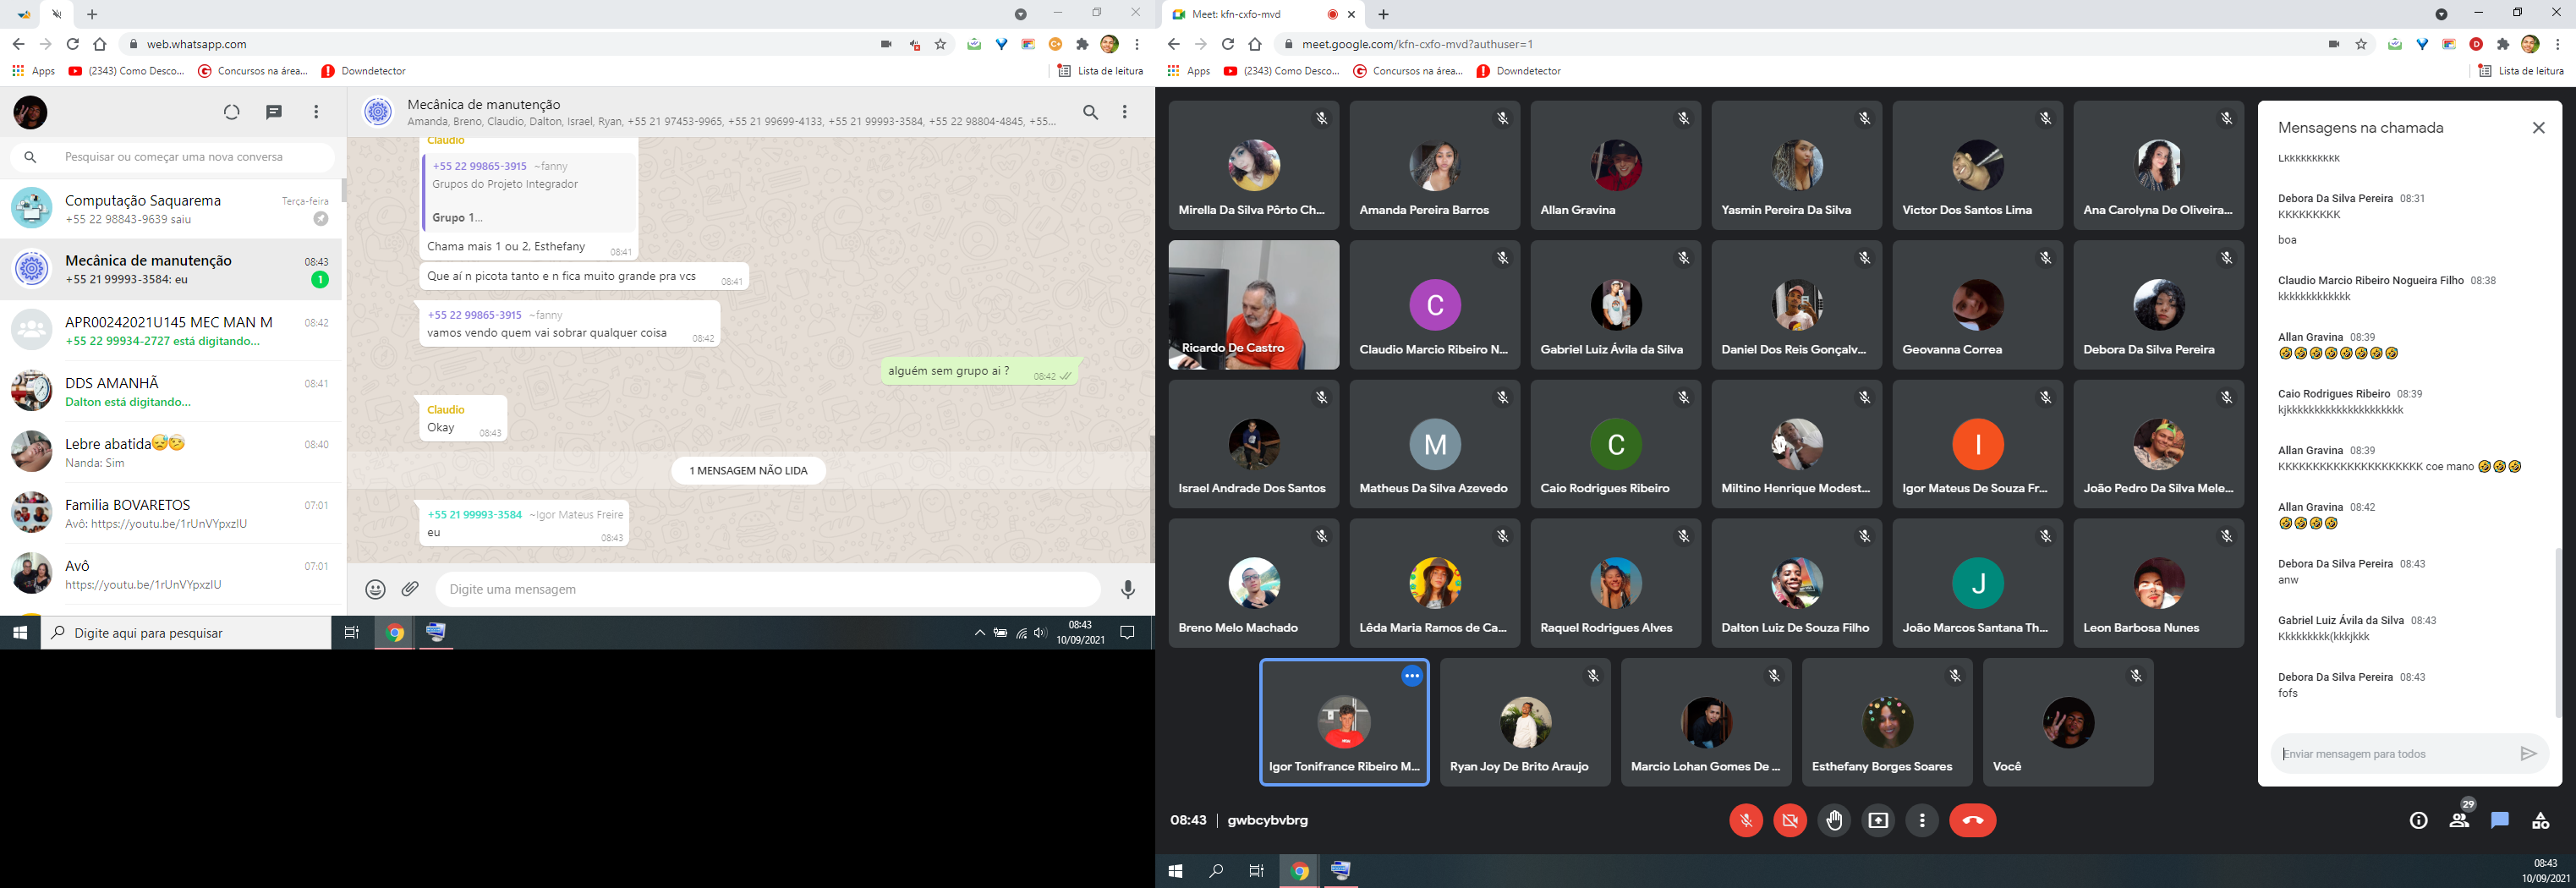 web.whatsapp.com
Apps
(2343) Como Desco...
Concursos na área...
Downdetector
Lista de leitura
Pesquisar ou começar uma nova conversa
Computação Saquarema
Terça-feira
+55 22 98843-9639 saiu
Mecânica de manutenção
08:43
+55 21 99993-3584: eu
1
APR00242021U145 MEC MAN M
08:42
+55 22 99934-2727 está digitando...
DDS AMANHÃ
08:41
Dalton está digitando...
Lebre abatida😴🤕
08:40
Nanda: Sim
Familia BOVARETOS
07:01
Avô: https://youtu.be/1rUnVYpxzIU
Avô
07:01
https://youtu.be/1rUnVYpxzIU
Mecânica de manutenção
Amanda, Breno, Claudio, Dalton, Israel, Ryan, +55 21 97453-9965, +55 21 99699-4133, +55 21 99993-3584, +55 22 98804-4845, +55...
Claudio
+55 22 99865-3915 ~fanny
Grupos do Projeto Integrador
Grupo 1...
Chama mais 1 ou 2, Esthefany
08:41
Que aí n picota tanto e n fica muito grande pra vcs
08:41
+55 22 99865-3915 ~fanny
vamos vendo quem vai sobrar qualquer coisa
08:42
alguém sem grupo ai ?
08:42
Claudio
Okay
08:43
1 MENSAGEM NÃO LIDA
+55 21 99993-3584 ~Igor Mateus Freire
eu
08:43
Digite uma mensagem
Digite aqui para pesquisar
08:43
10/09/2021
Meet: kfn-cxfo-mvd
meet.google.com/kfn-cxfo-mvd?authuser=1
Apps
(2343) Como Desco...
Concursos na área...
Downdetector
Lista de leitura
Mirella Da Silva Pôrto Ch...
Amanda Pereira Barros
Allan Gravina
Yasmin Pereira Da Silva
Victor Dos Santos Lima
Ana Carolyna De Oliveira...
Ricardo De Castro
C
Claudio Marcio Ribeiro N...
Gabriel Luiz Ávila da Silva
Daniel Dos Reis Gonçalv...
Geovanna Correa
Debora Da Silva Pereira
Israel Andrade Dos Santos
M
Matheus Da Silva Azevedo
C
Caio Rodrigues Ribeiro
Miltino Henrique Modest...
I
Igor Mateus De Souza Fr...
João Pedro Da Silva Mele...
Breno Melo Machado
Lêda Maria Ramos de Ca...
Raquel Rodrigues Alves
Dalton Luiz De Souza Filho
J
João Marcos Santana Th...
Leon Barbosa Nunes
Igor Tonifrance Ribeiro M...
Ryan Joy De Brito Araujo
Marcio Lohan Gomes De ...
Esthefany Borges Soares
Você
Mensagens na chamada
Lkkkkkkkkkk
Debora Da Silva Pereira 08:31
KKKKKKKKK
boa
Claudio Marcio Ribeiro Nogueira Filho 08:38
kkkkkkkkkkkkk
Allan Gravina 08:39
🤣🤣🤣🤣🤣🤣🤣🤣
Caio Rodrigues Ribeiro 08:39
kjkkkkkkkkkkkkkkkkkkkkk
Allan Gravina 08:39
KKKKKKKKKKKKKKKKKKKKK coe mano 🤣🤣🤣
Allan Gravina 08:42
🤣🤣🤣🤣
Debora Da Silva Pereira 08:43
anw
Gabriel Luiz Ávila da Silva 08:43
Kkkkkkkkk(kkkjkkk
Debora Da Silva Pereira 08:43
fofs
Enviar mensagem para todos
08:43 | gwbcybvbrg
29
08:43
10/09/2021